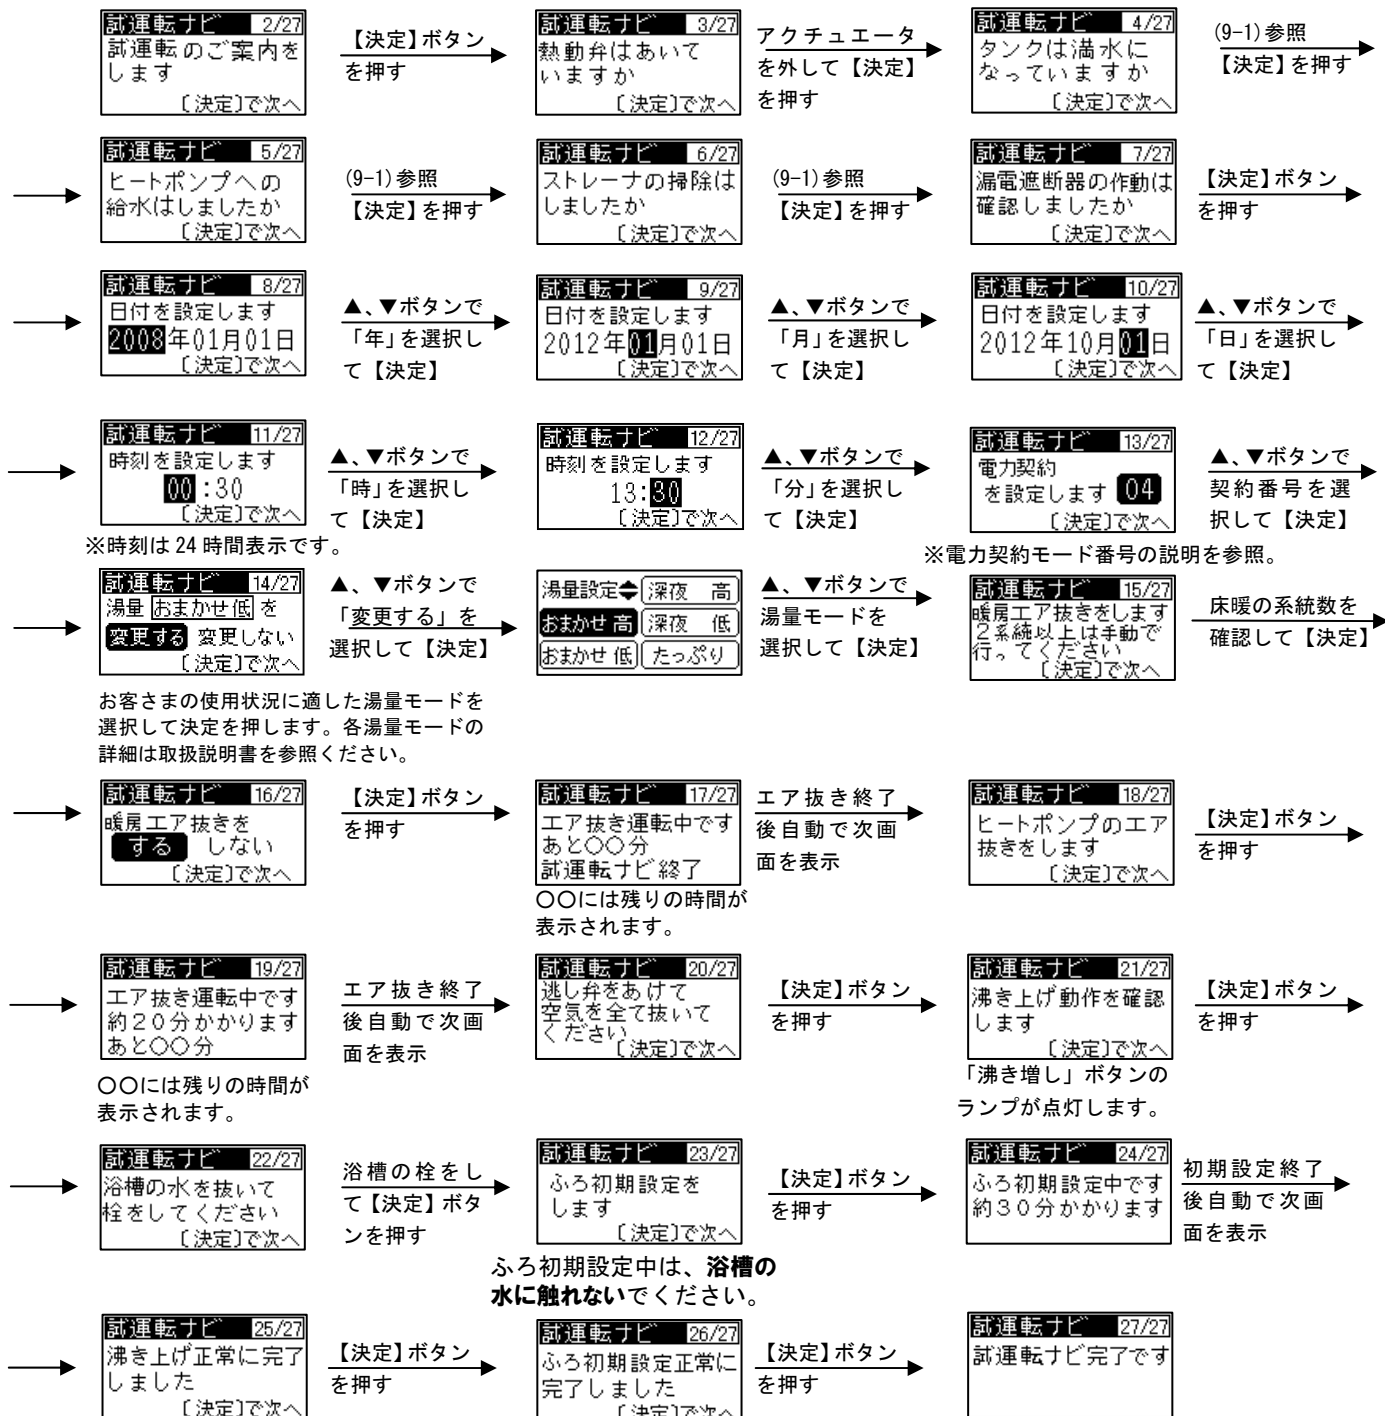 試運転ナビ 2/27
試運転のご案内を
します
〔決定〕で次へ
【決定】ボタン
を押す
試運転ナビ 3/27
熱動弁はあいて
いますか
〔決定〕で次へ
アクチュエータ
を外して【決定】
を押す
試運転ナビ 4/27
タンクは満水に
なっていますか
〔決定〕で次へ
(9-1)参照
【決定】を押す
試運転ナビ 5/27
ヒートポンプへの
給水はしましたか
〔決定〕で次へ
(9-1)参照
【決定】を押す
試運転ナビ 6/27
ストレーナの掃除は
しましたか
〔決定〕で次へ
(9-1)参照
【決定】を押す
試運転ナビ 7/27
漏電遮断器の作動は
確認しましたか
〔決定〕で次へ
【決定】ボタン
を押す
試運転ナビ 8/27
日付を設定します
2008年01月01日
〔決定〕で次へ
▲、▼ボタンで
「年」を選択し
て【決定】
試運転ナビ 9/27
日付を設定します
2012年01月01日
〔決定〕で次へ
▲、▼ボタンで
「月」を選択し
て【決定】
試運転ナビ 10/27
日付を設定します
2012年10月01日
〔決定〕で次へ
▲、▼ボタンで
「日」を選択し
て【決定】
試運転ナビ 11/27
時刻を設定します
00:30
〔決定〕で次へ
※時刻は 24 時間表示です。
▲、▼ボタンで
「時」を選択し
て【決定】
試運転ナビ 12/27
時刻を設定します
13:30
〔決定〕で次へ
▲、▼ボタンで
「分」を選択し
て【決定】
試運転ナビ 13/27
電力契約
を設定します 04
〔決定〕で次へ
※電力契約モード番号の説明を参照。
▲、▼ボタンで
契約番号を選
択して【決定】
試運転ナビ 14/27
湯量 おまかせ低 を
変更する 変更しない
〔決定〕で次へ
お客さまの使用状況に適した湯量モードを
選択して決定を押します。各湯量モードの
詳細は取扱説明書を参照ください。
▲、▼ボタンで
「変更する」を
選択して【決定】
湯量設定◆ 深夜 高
おまかせ 高 深夜 低
おまかせ 低 たっぷり
▲、▼ボタンで
湯量モードを
選択して【決定】
試運転ナビ 15/27
暖房エア抜きをします
2系統以上は手動で
行ってください
〔決定〕で次へ
床暖の系統数を
確認して【決定】
試運転ナビ 16/27
暖房エア抜きを
する しない
〔決定〕で次へ
【決定】ボタン
を押す
試運転ナビ 17/27
エア抜き運転中です
あと〇〇分
試運転ナビ終了
〇〇には残りの時間が
表示されます。
エア抜き終了
後自動で次画
面を表示
試運転ナビ 18/27
ヒートポンプのエア
抜きをします
〔決定〕で次へ
【決定】ボタン
を押す
試運転ナビ 19/27
エア抜き運転中です
約20分かかります
あと〇〇分
〇〇には残りの時間が
表示されます。
エア抜き終了
後自動で次画
面を表示
試運転ナビ 20/27
逃し弁をあけて
空気を全て抜いて
ください
〔決定〕で次へ
【決定】ボタン
を押す
試運転ナビ 21/27
沸き上げ動作を確認
します
〔決定〕で次へ
「沸き増し」ボタンの
ランプが点灯します。
【決定】ボタン
を押す
試運転ナビ 22/27
浴槽の水を抜いて
栓をしてください
〔決定〕で次へ
浴槽の栓をし
て【決定】ボタ
ンを押す
試運転ナビ 23/27
ふろ初期設定を
します
〔決定〕で次へ
ふろ初期設定中は、浴槽の
水に触れないでください。
【決定】ボタン
を押す
試運転ナビ 24/27
ふろ初期設定中です
約30分かかります
初期設定終了
後自動で次画
面を表示
試運転ナビ 25/27
沸き上げ正常に完了
しました
〔決定〕で次へ
【決定】ボタン
を押す
試運転ナビ 26/27
ふろ初期設定正常に
完了しました
〔決定〕で次へ
【決定】ボタン
を押す
試運転ナビ 27/27
試運転ナビ完了です